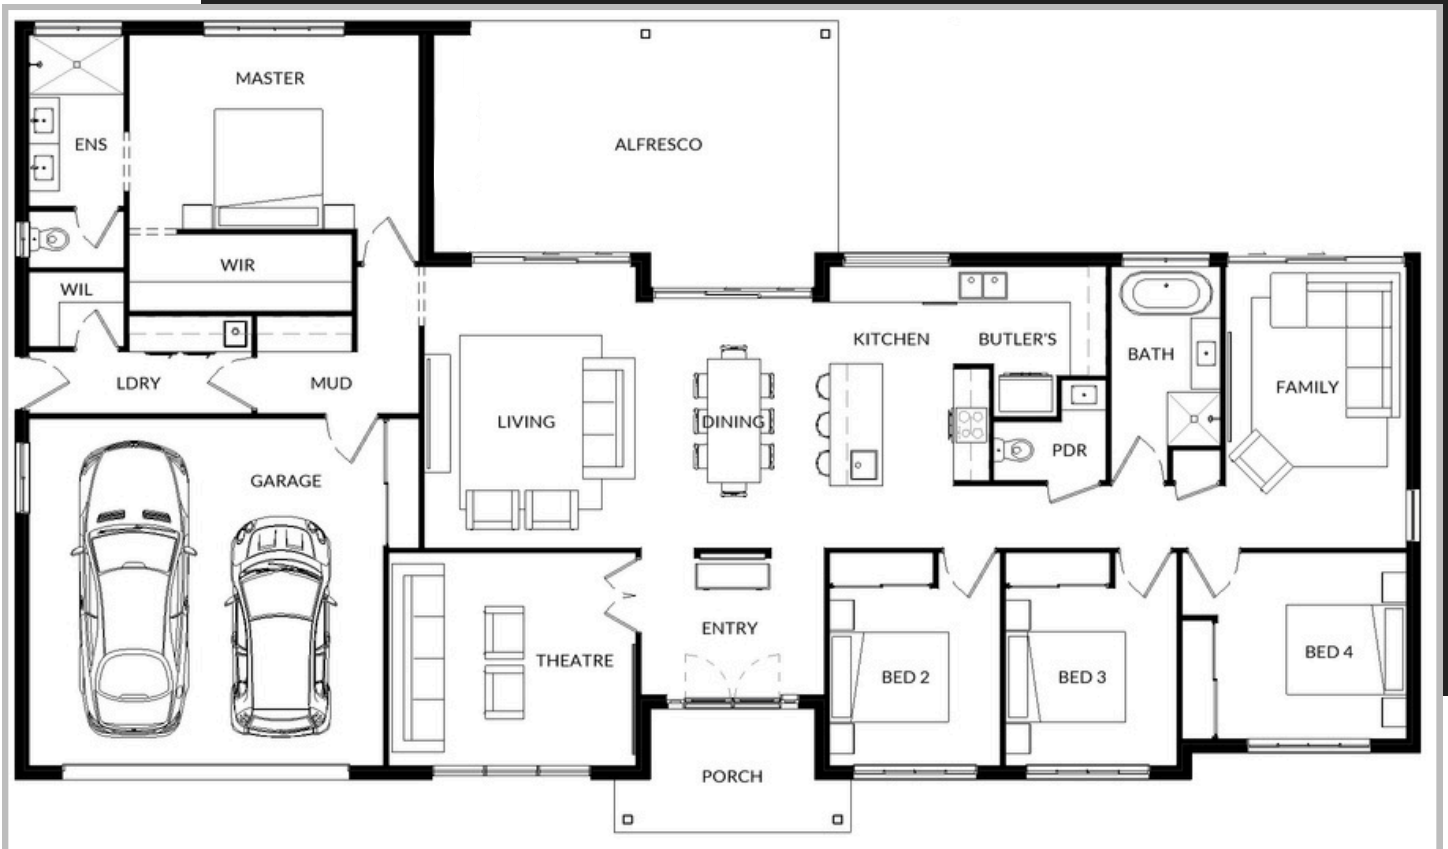 MASTER
ALFRESCO
ENS
WIR
WIL
KITCHEN
BUTLER'S
BATH
LDRY
MUD
FAMILY
LIVING
DINING
PDR
GARAGE
ENTRY
THEATRE
BED 2
BED 3
BED 4
PORCH